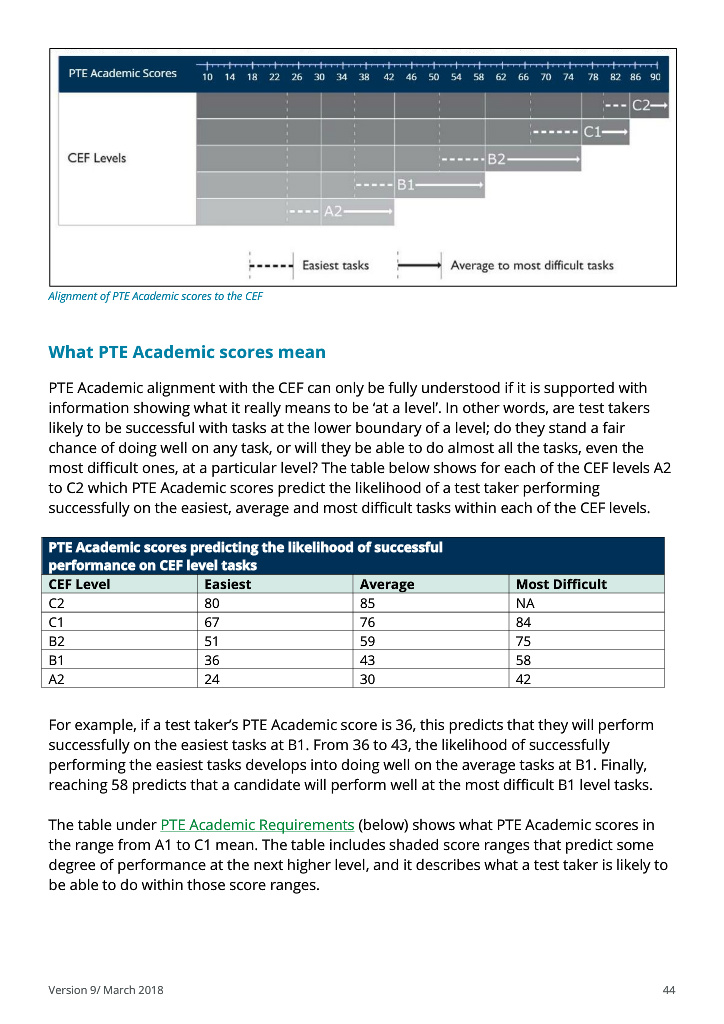 PTE Academic Scores
10 14 18 22 26 30 34 38 42 46 50 54 58 62 66 70 74 78 82 86 90
C2
C1
CEF Levels
B2
B1
A2
Easiest tasks
Average to most difficult tasks
Alignment of PTE Academic scores to the CEF
What PTE Academic scores mean
PTE Academic alignment with the CEF can only be fully understood if it is supported with
information showing what it really means to be ‘at a level’. In other words, are test takers
likely to be successful with tasks at the lower boundary of a level; do they stand a fair
chance of doing well on any task, or will they be able to do almost all the tasks, even the
most difficult ones, at a particular level? The table below shows for each of the CEF levels A2
to C2 which PTE Academic scores predict the likelihood of a test taker performing
successfully on the easiest, average and most difficult tasks within each of the CEF levels.
PTE Academic scores predicting the likelihood of successful
performance on CEF level tasks
CEF Level Easiest Average Most Difficult
C2 80 85 NA
C1 67 76 84
B2 51 59 75
B1 36 43 58
A2 24 30 42
For example, if a test taker’s PTE Academic score is 36, this predicts that they will perform
successfully on the easiest tasks at B1. From 36 to 43, the likelihood of successfully
performing the easiest tasks develops into doing well on the average tasks at B1. Finally,
reaching 58 predicts that a candidate will perform well at the most difficult B1 level tasks.
The table under PTE Academic Requirements (below) shows what PTE Academic scores in
the range from A1 to C1 mean. The table includes shaded score ranges that predict some
degree of performance at the next higher level, and it describes what a test taker is likely to
be able to do within those score ranges.
Version 9/ March 2018 44